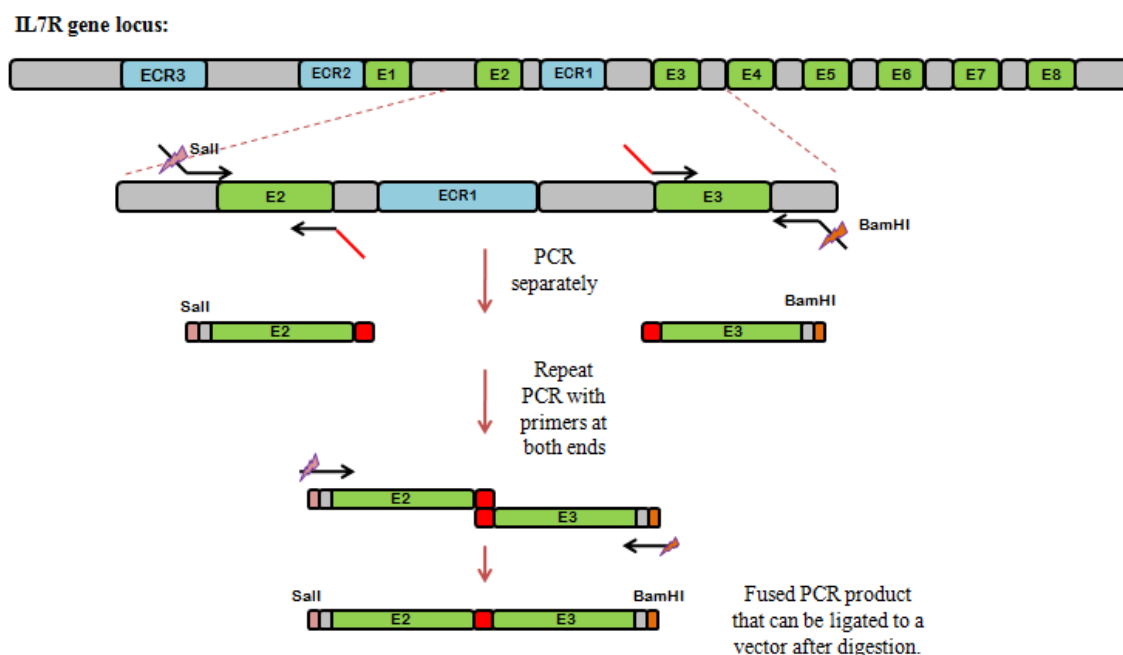 IL7R gene locus:
ECR3 ECR2 E1 E2 ECR1 E3 E4 E5 E6 E7 E8
SalI
E2 ECR1 E3
BamHI
PCR
separately
SalI BamHI
E2 E3
Repeat
PCR with
primers at
both ends
E2
E3
SalI BamHI
E2 E3
Fused PCR product
that can be ligated to a
vector after digestion.